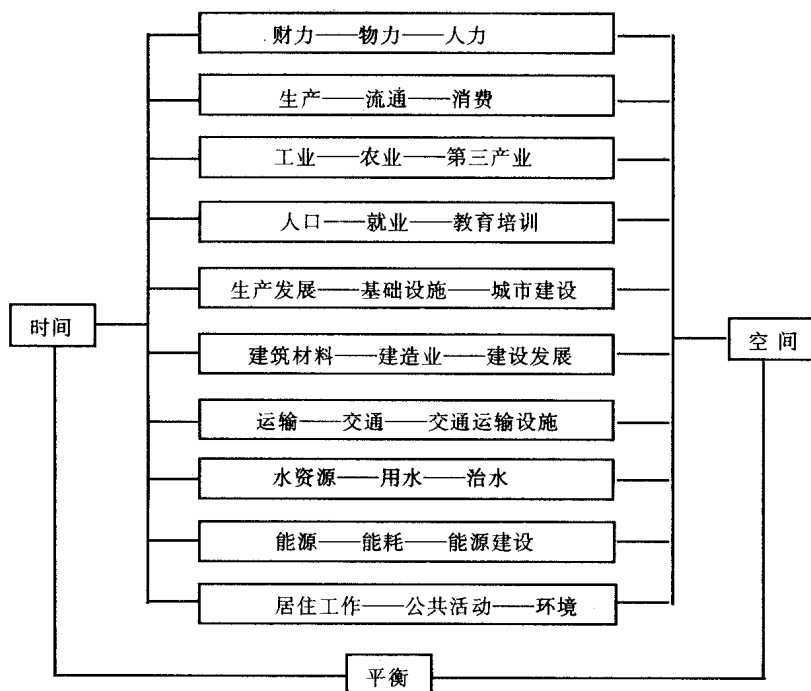 财力——物力——人力
生产——流通——消费
工业——农业——第三产业
人口——就业——教育培训
生产发展——基础设施——城市建设
时间
建筑材料——建造业——建设发展
空间
运输——交通——交通运输设施
水资源——用水——治水
能源——能耗——能源建设
居住工作——公共活动——环境
平衡